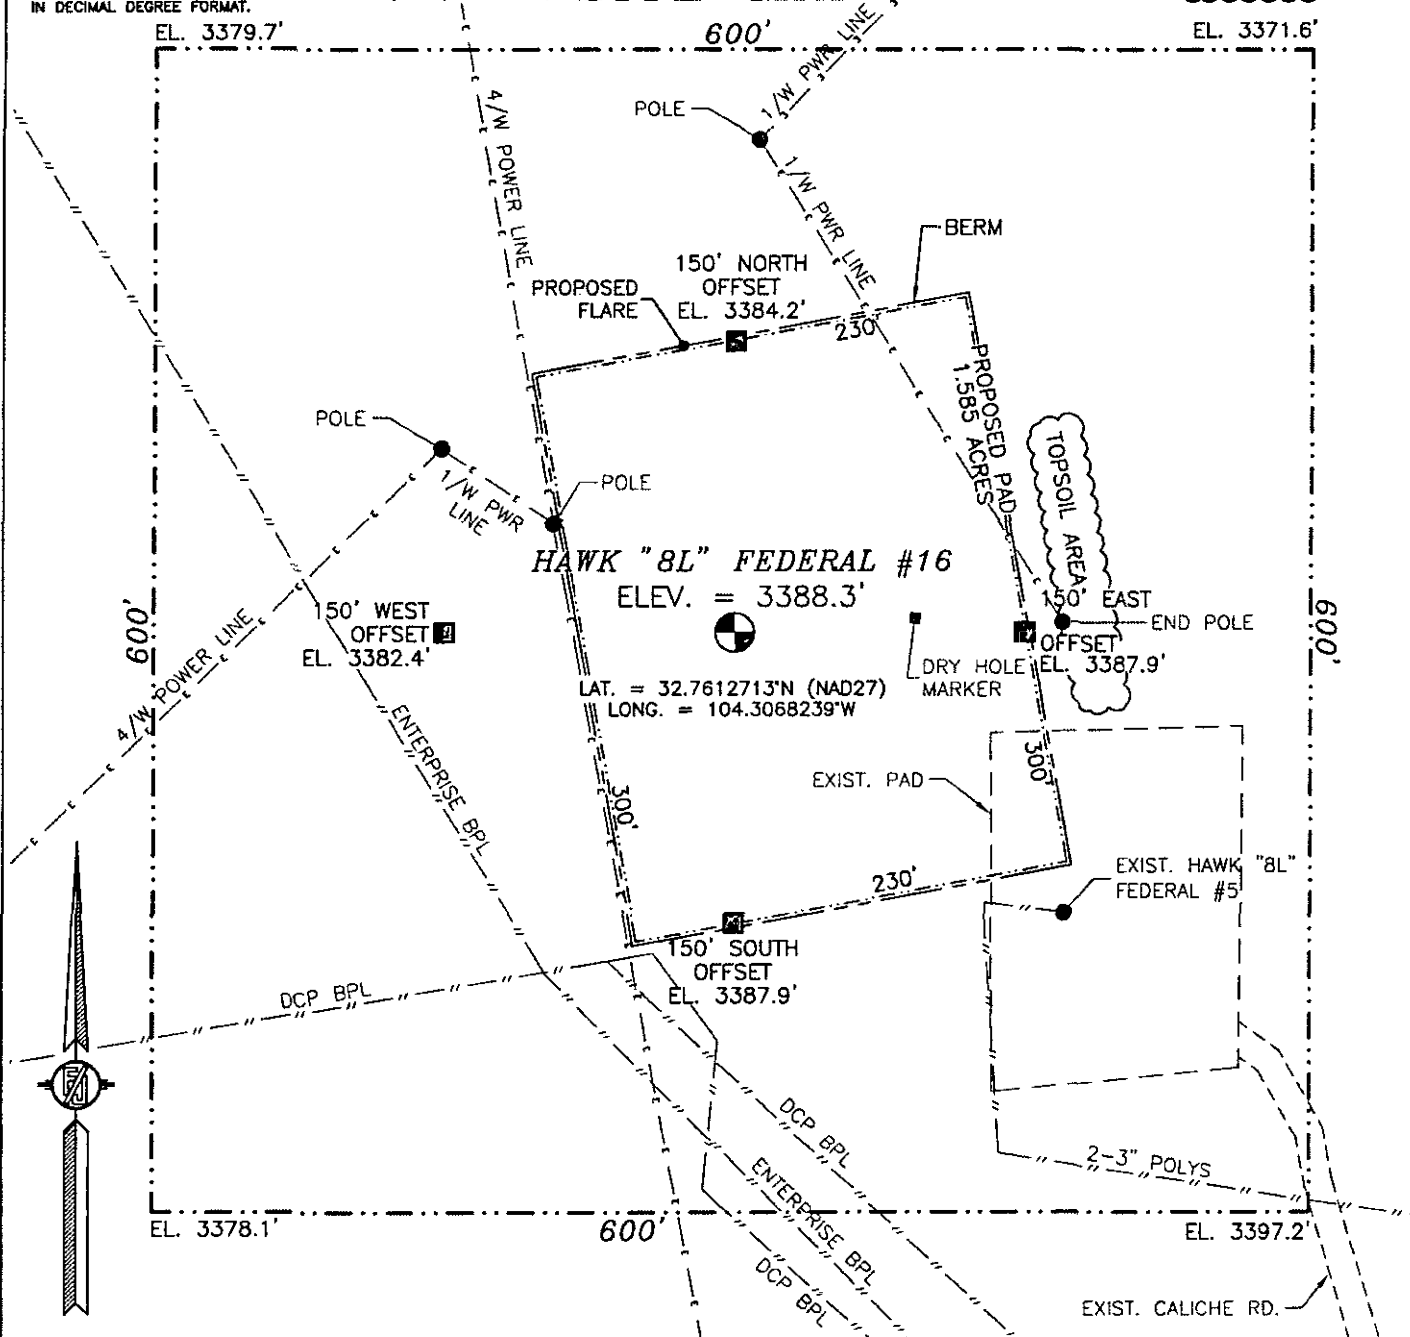 IN DECIMAL DEGREE FORMAT.
EL. 3379.7'
600'
EL. 3371.6'
1/W PWR LINE
POLE
4/W POWER LINE
1/W PWR LINE
BERM
150' NORTH
OFFSET
EL. 3384.2'
PROPOSED
FLARE
230'
PROPOSED PAD
1.585 ACRES
POLE
TOPSOIL AREA
1/W PWR
LINE
POLE
HAWK "8L" FEDERAL #16
ELEV. = 3388.3'
600'
150' WEST
OFFSET
EL. 3382.4'
150' EAST
OFFSET
EL. 3387.9'
END POLE
600'
DRY HOLE
MARKER
4/W POWER LINE
LAT. = 32.7612713°N (NAD27)
LONG. = 104.3068239°W
ENTERPRISE BPL
300'
300'
EXIST. PAD
EXIST. HAWK "8L"
FEDERAL #5
230'
150' SOUTH
OFFSET
EL. 3387.9'
DCP BPL
DCP BPL
2-3" POLYS
ENTERPRISE BPL
DCP BPL
EL. 3378.1'
600'
EL. 3397.2'
EXIST. CALICHE RD.